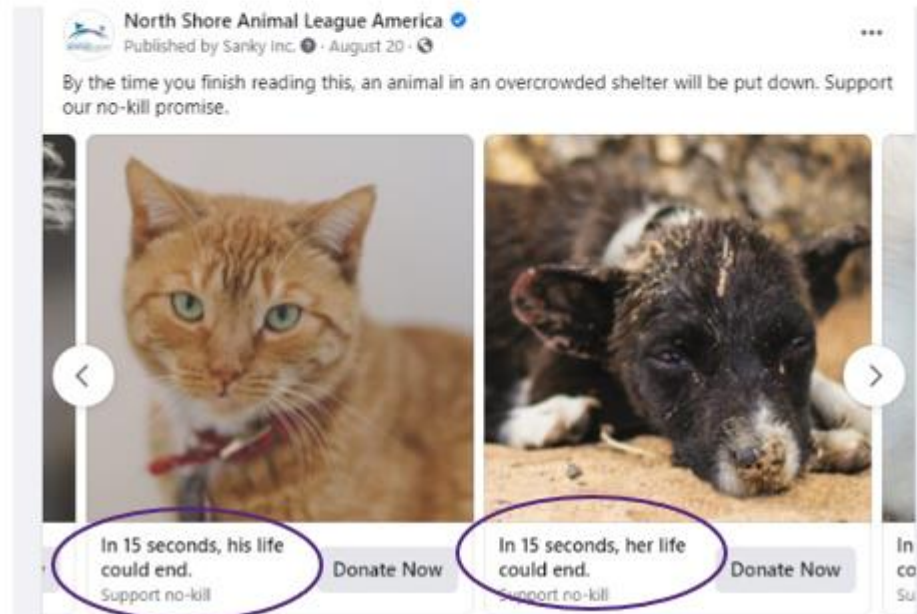 North Shore Animal League America
Published by Sanky Inc. · August 20 ·
By the time you finish reading this, an animal in an overcrowded shelter will be put down. Support
our no-kill promise.
In 15 seconds, his life
could end.
Support no-kill
Donate Now
In 15 seconds, her life
could end.
Support no-kill
Donate Now
In
co
Su